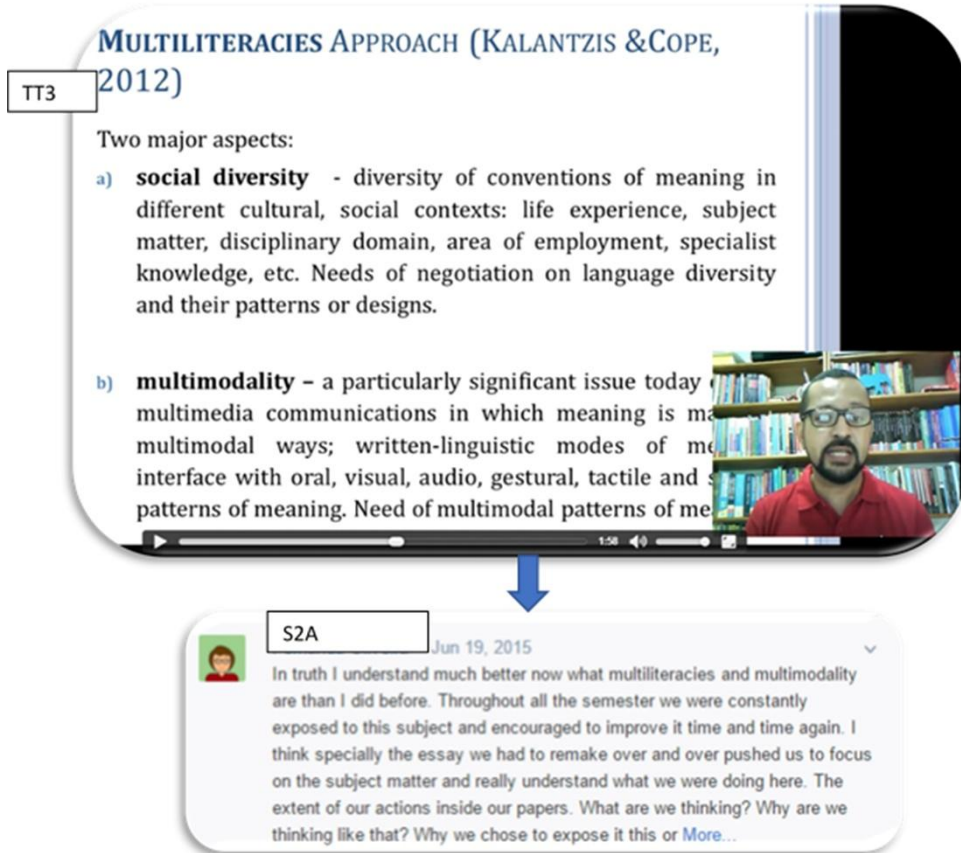 MULTILITERACIES APPROACH (KALANTZIS &COPE,
2012)
TT3
Two major aspects:
a) social diversity - diversity of conventions of meaning in
different cultural, social contexts: life experience, subject
matter, disciplinary domain, area of employment, specialist
knowledge, etc. Needs of negotiation on language diversity
and their patterns or designs.
b) multimodality – a particularly significant issue today
multimedia communications in which meaning is
multimodal ways; written-linguistic modes of
interface with oral, visual, audio, gestural, tactile and
patterns of meaning. Need of multimodal patterns of
1:58
S2A
Jun 19, 2015
In truth I understand much better now what multiliteracies and multimodality
are than I did before. Throughout all the semester we were constantly
exposed to this subject and encouraged to improve it time and time again. I
think specially the essay we had to remake over and over pushed us to focus
on the subject matter and really understand what we were doing here. The
extent of our actions inside our papers. What are we thinking? Why are we
thinking like that? Why we chose to expose it this or More...